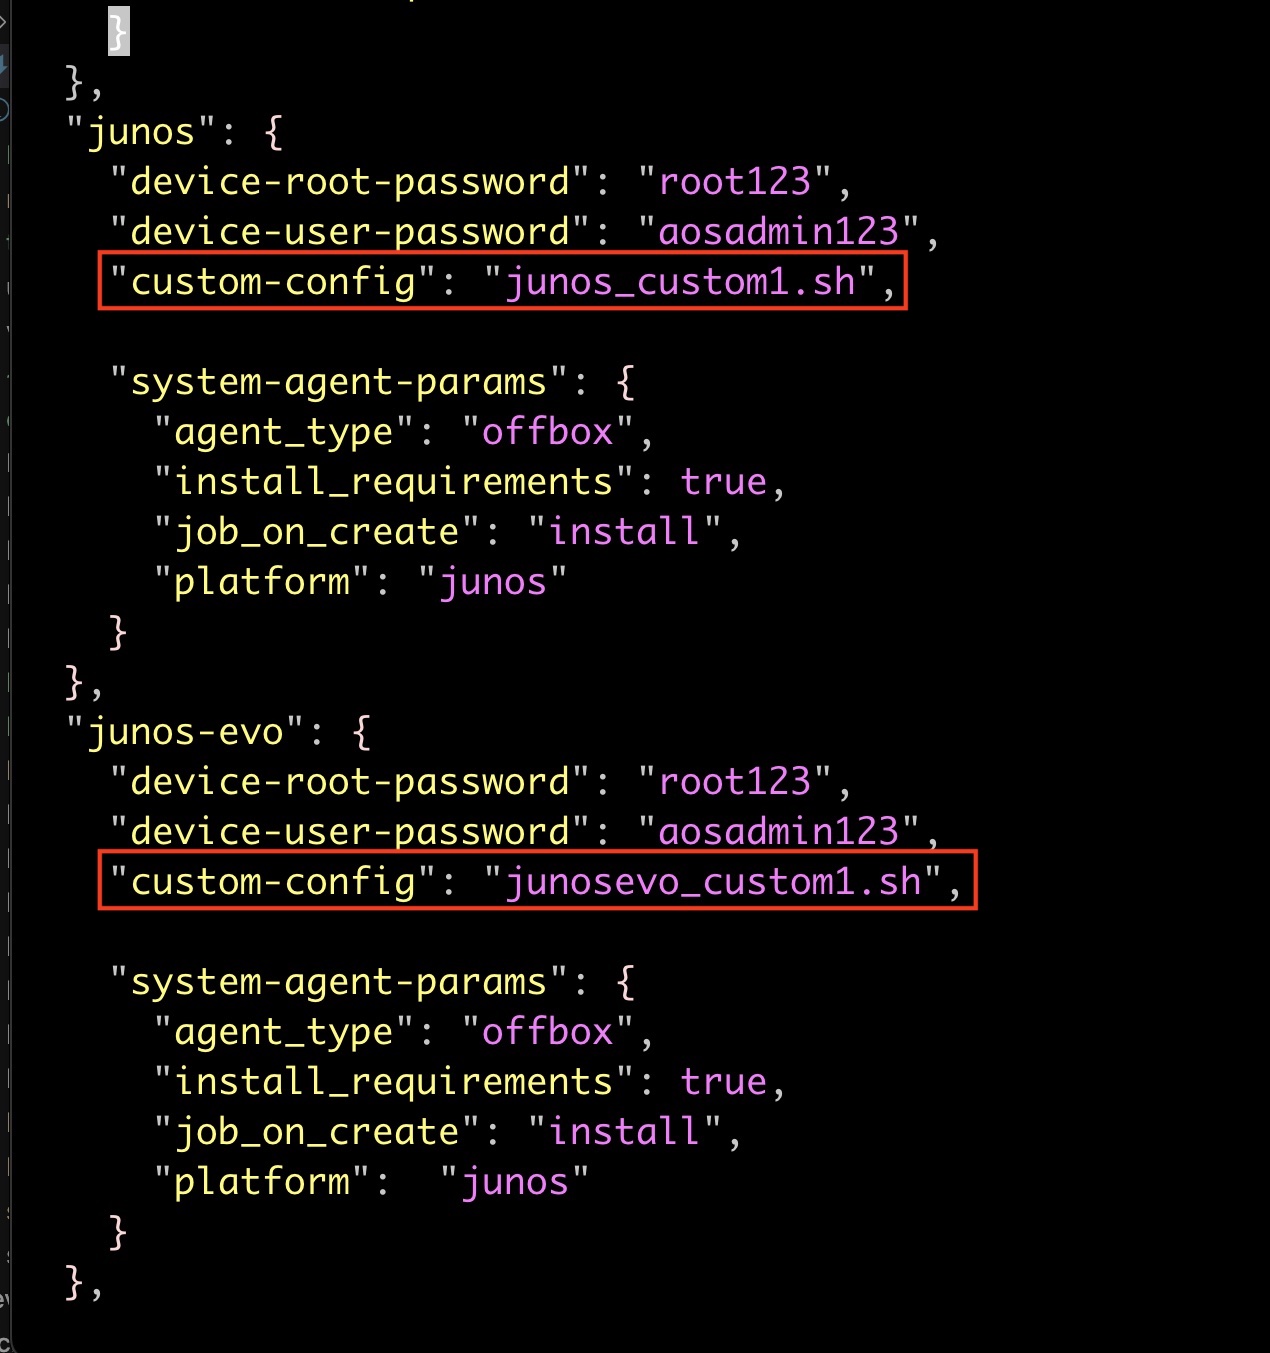 }
},
"junos": {
"device-root-password": "root123",
"device-user-password": "aosadmin123",
"custom-config": "junos_custom1.sh",
"system-agent-params": {
"agent_type": "offbox",
"install_requirements": true,
"job_on_create": "install",
"platform": "junos"
}
},
"junos-evo": {
"device-root-password": "root123",
"device-user-password": "aosadmin123",
"custom-config": "junosevo_custom1.sh",
"system-agent-params": {
"agent_type": "offbox",
"install_requirements": true,
"job_on_create": "install",
"platform":  "junos"
}
},